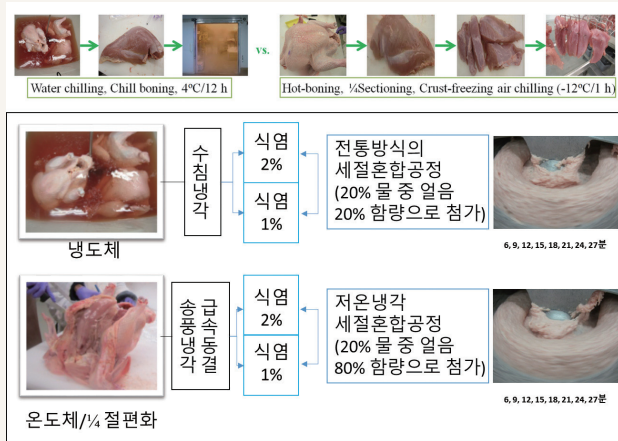 Water chilling, Chill boning, 4°C/12 h
vs.
Hot-boning, ¼Sectioning, Crust-freezing air chilling (-12°C/1 h)
냉도체
수침냉각
식염
2%
식염
1%
전통방식의
세절혼합공정
(20% 물 중 얼음
20% 함량으로 첨가)
6, 9, 12, 15, 18, 21, 24, 27분
온도체/¼ 절편화
송풍냉각
급속동결
식염
2%
식염
1%
저온냉각
세절혼합공정
(20% 물 중 얼음
80% 함량으로 첨가)
6, 9, 12, 15, 18, 21, 24, 27분